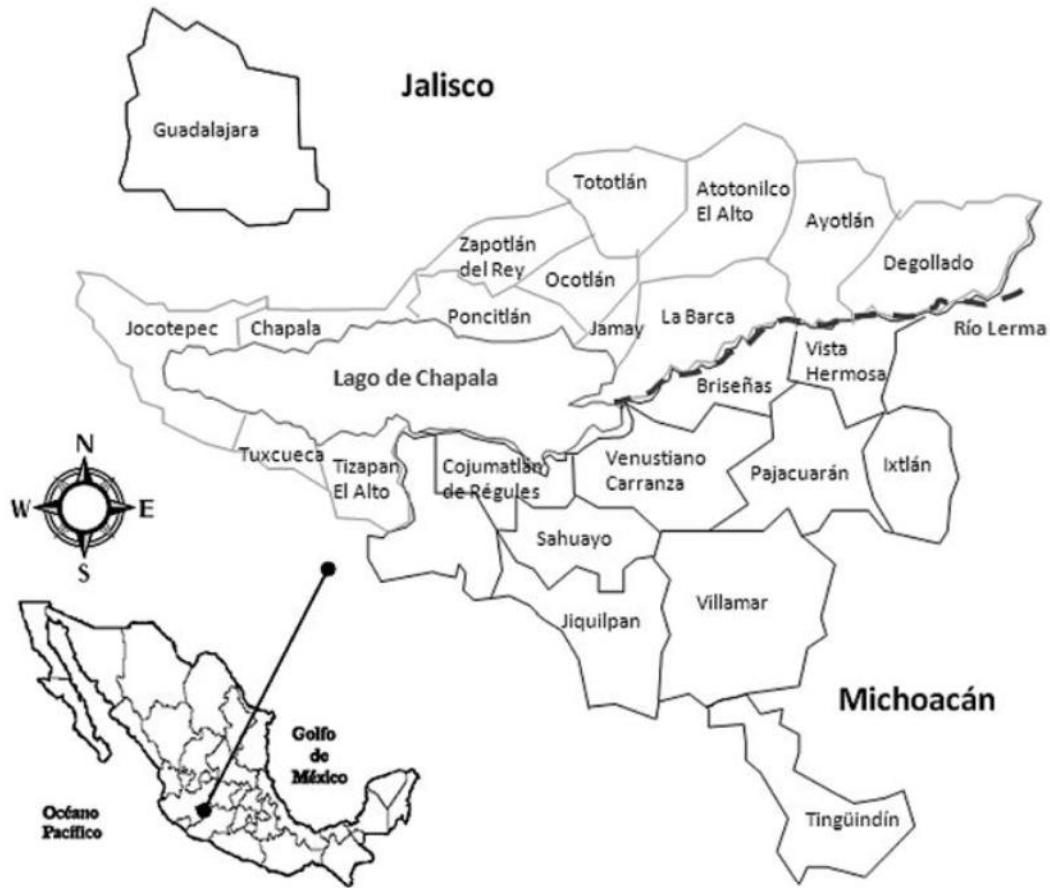 Jalisco
Guadalajara
Tototlán
Atotonilco
El Alto
Ayotlán
Zapotlán
del Rey
Ocotlán
Degollado
Jocotepec
Chapala
Poncitlán
Jamay
La Barca
Río Lerma
Vista
Hermosa
Lago de Chapala
Briseñas
Tuxcueca
Tizapan
El Alto
Cojumatlán
de Régules
Venustiano
Carranza
Pajacuarán
Ixtlán
N
W
E
S
Sahuayo
Jiquilpan
Villamar
Michoacán
Golfo
de
México
Océano
Pacífico
Tingüindín